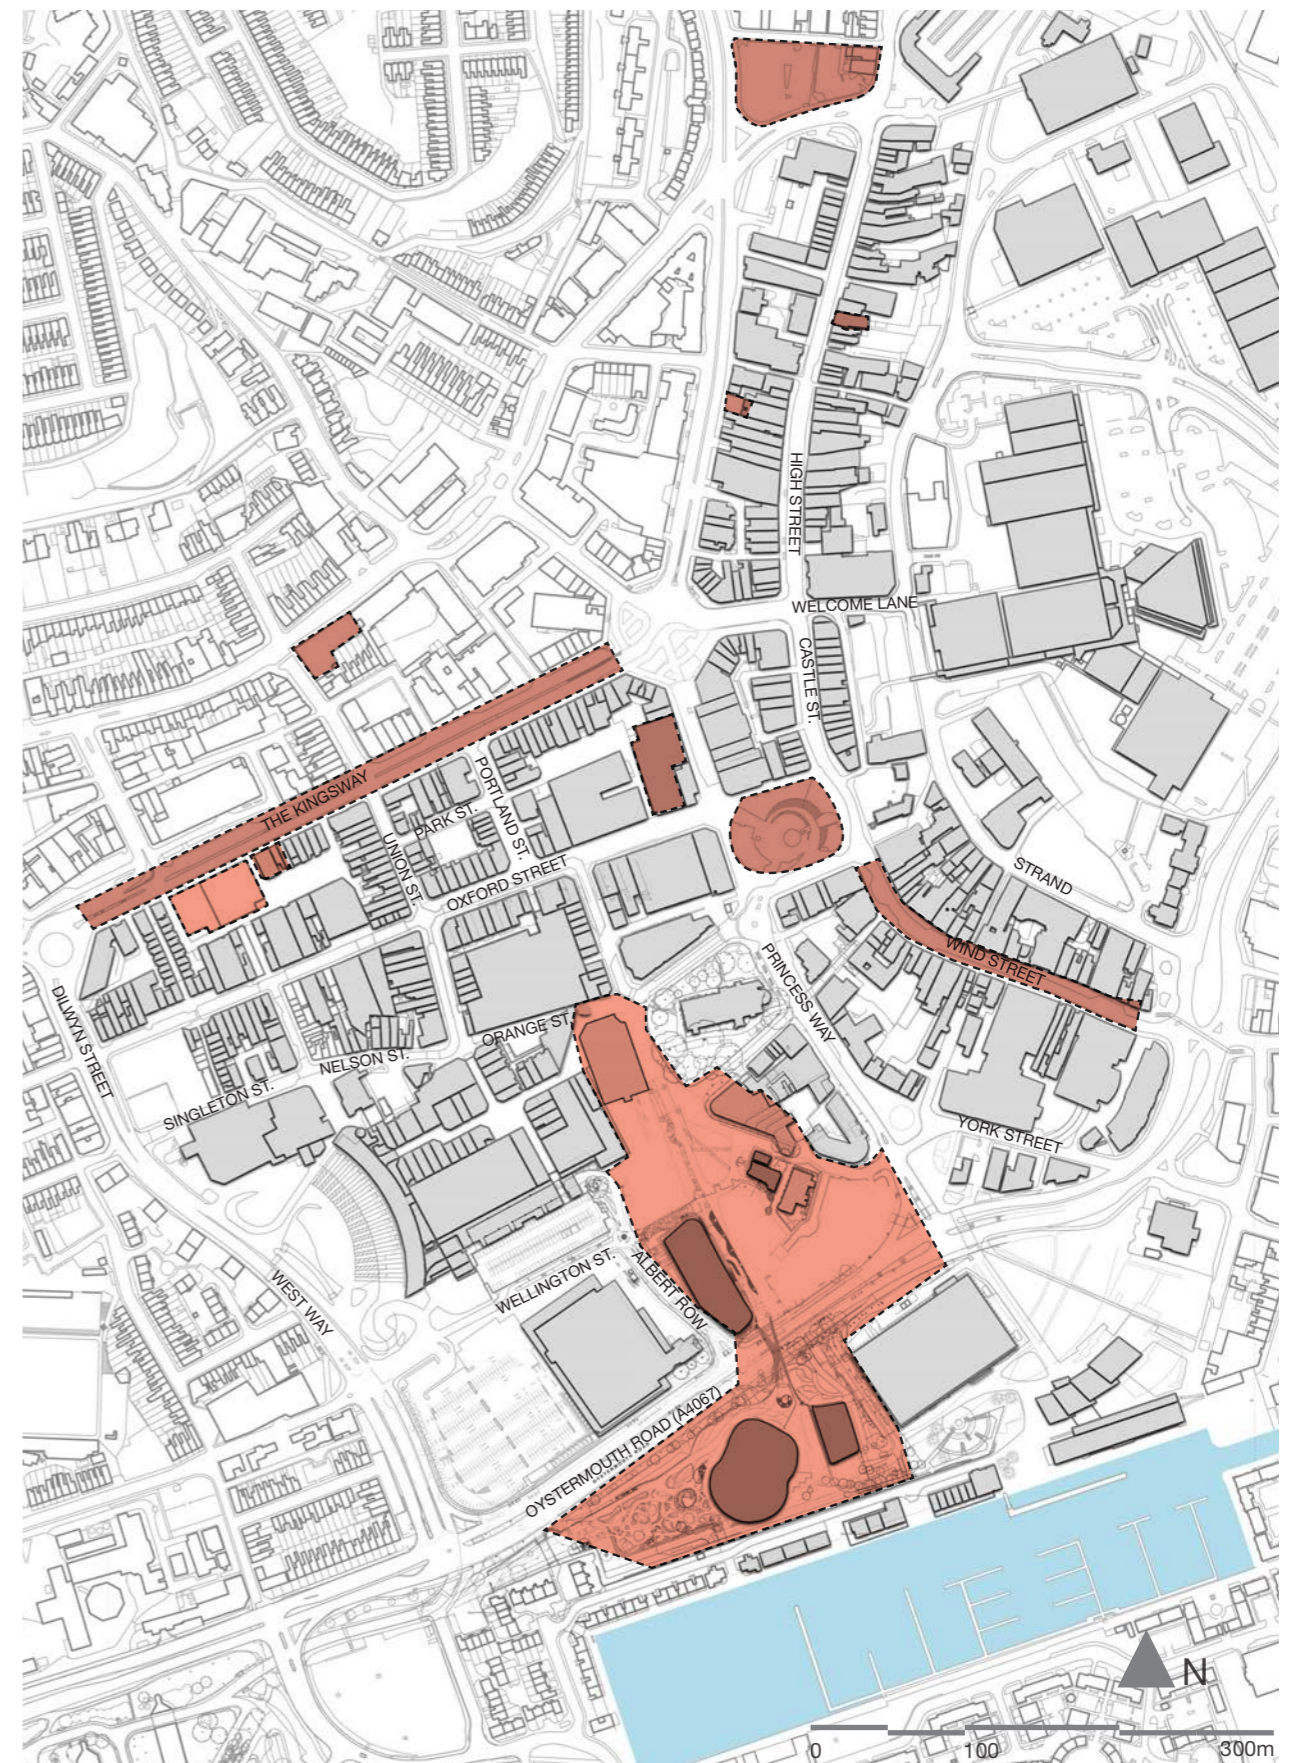 HIGH STREET
WELCOME LANE
CASTLE ST.
THE KINGSWAY
PORTLAND ST.
PARK ST.
UNION ST.
OXFORD STREET
STRAND
WIND STREET
PRINCESS WAY
DILWYN STREET
ORANGE ST.
NELSON ST.
SINGLETON ST.
YORK STREET
WELLINGTON ST.
ALBERT ROW
WEST WAY
OYSTERMOUTH ROAD (A4067)
N
0 100 300m